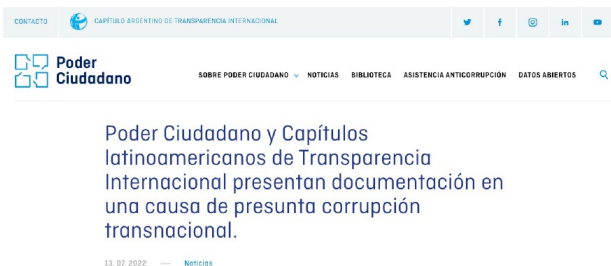 CONTACTO CAPÍTULO ARGENTINO DE TRANSPARENCIA INTERNACIONAL
Poder
Ciudadano
SOBRE PODER CIUDADANO NOTICIAS BIBLIOTECA ASISTENCIA ANTICORRUPCIÓN DATOS ABIERTOS
Poder Ciudadano y Capítulos
latinoamericanos de Transparencia
Internacional presentan documentación en
una causa de presunta corrupción
transnacional.
13. 07. 2022 — Noticias